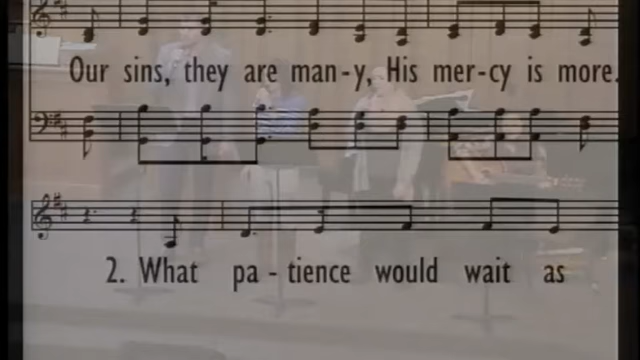 Our sins, they are man-y, His mer-cy is more.
2. What pa-tience would wait as